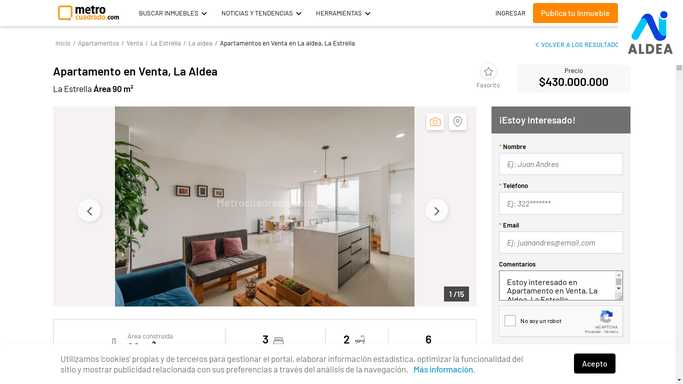 metro
cuadrado.com
BUSCAR INMUEBLES
NOTICIAS Y TENDENCIAS
HERRAMIENTAS
INGRESAR
Publica tu Inmueble
ALDEA
Inicio / Apartamentos / Venta / La Estrella / La aldea / Apartamentos en Venta en La aldea, La Estrella
VOLVER A LOS RESULTADO
Apartamento en Venta, La Aldea
La Estrella Área 90 m²
Favorito
Precio
$430.000.000
Metrocuadrado.com
1 /15
¡Estoy Interesado!
* Nombre
Ej: Juan Andres
* Teléfono
Ej: 322*******
* Email
Ej: juanandres@email.com
Comentarios
Estoy interesado en
Apartamento en Venta, La
Aldea, La Estrella
No soy un robot
reCAPTCHA
Privacidad - Términos
Área construida
3
2
6
Utilizamos 'cookies' propias y de terceros para gestionar el portal, elaborar información estadística, optimizar la funcionalidad del
sitio y mostrar publicidad relacionada con sus preferencias a través del análisis de la navegación. Más información.
Acepto